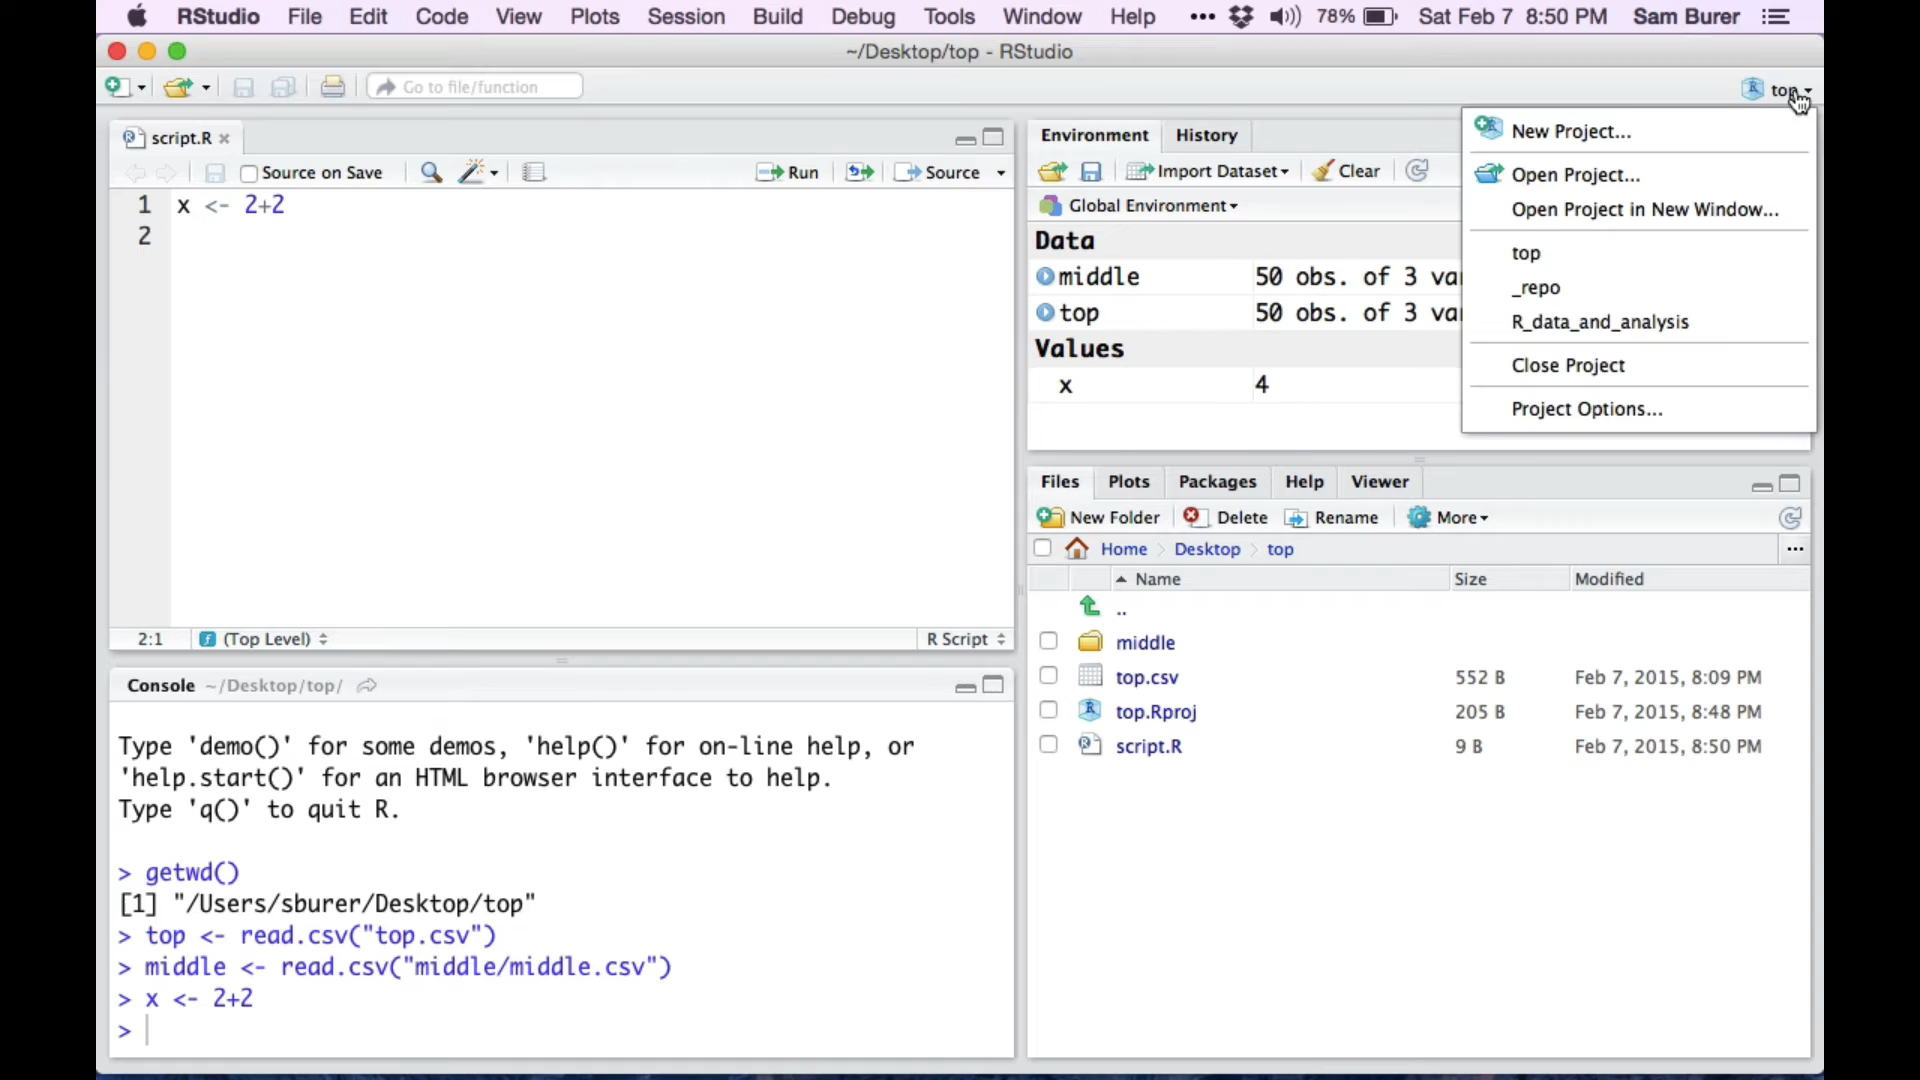 RStudio File Edit Code View Plots Session Build Debug Tools Window Help ••• 78% Sat Feb 7 8:50 PM Sam Burer
~/Desktop/top - RStudio
Go to file/function
top
New Project...
Open Project...
Open Project in New Window...
top
_repo
R_data_and_analysis
Close Project
Project Options...
script.R
Source on Save Run Source
1 x <- 2+2
2
2:1 (Top Level) R Script
Console ~/Desktop/top/
Type 'demo()' for some demos, 'help()' for on-line help, or
'help.start()' for an HTML browser interface to help.
Type 'q()' to quit R.
> getwd()
[1] "/Users/sburer/Desktop/top"
> top <- read.csv("top.csv")
> middle <- read.csv("middle/middle.csv")
> x <- 2+2
>
Environment History
Import Dataset Clear
Global Environment
Data
middle 50 obs. of 3 va
top 50 obs. of 3 va
Values
x 4
Files Plots Packages Help Viewer
New Folder Delete Rename More
Home Desktop top ...
Name Size Modified
..
middle
top.csv 552 B Feb 7, 2015, 8:09 PM
top.Rproj 205 B Feb 7, 2015, 8:48 PM
script.R 9 B Feb 7, 2015, 8:50 PM